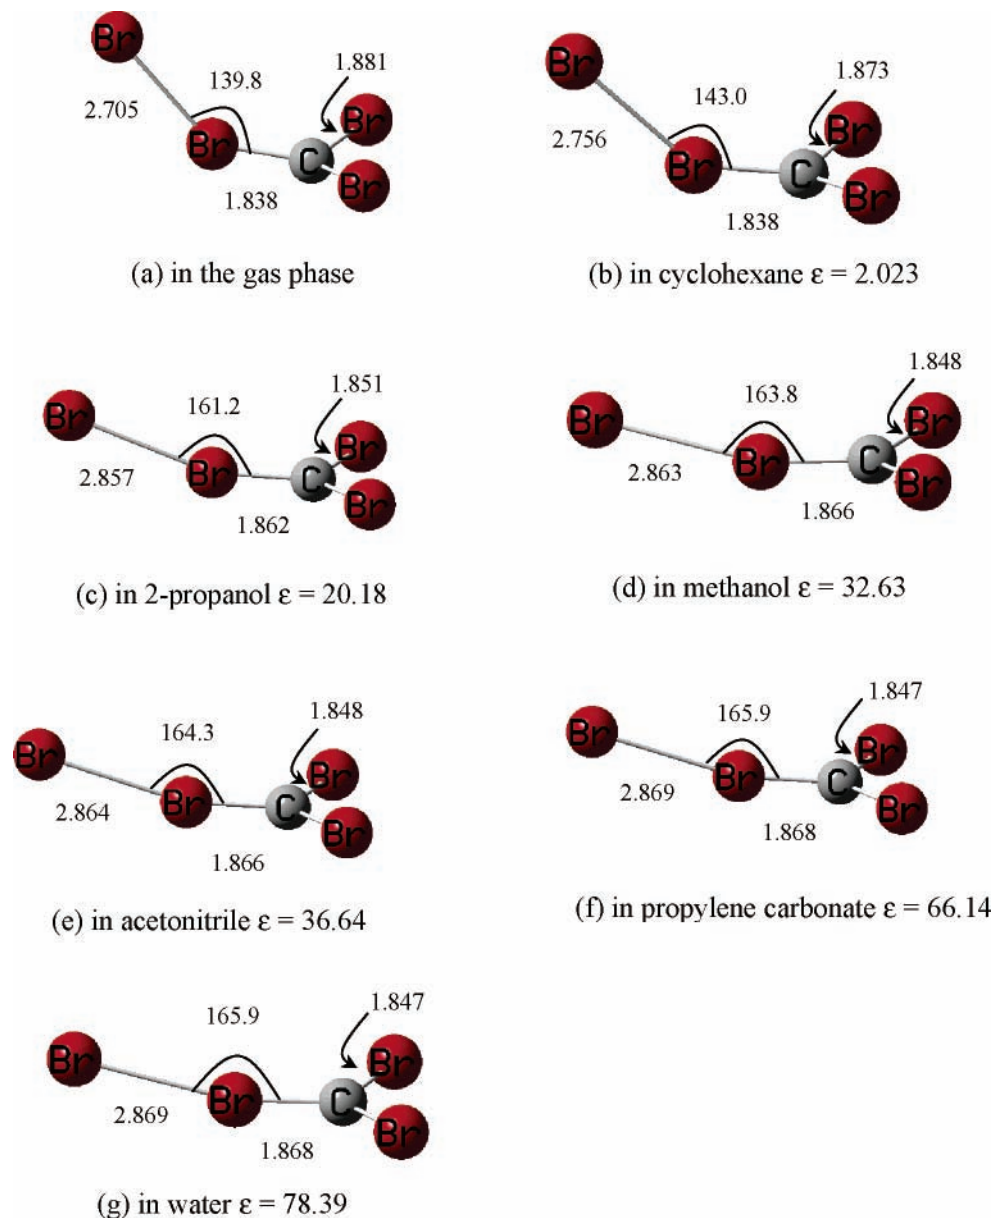 Br
139.8
1.881
2.705
Br
Br
C
Br
1.838
(a) in the gas phase
Br
143.0
1.873
2.756
Br
Br
C
Br
1.838
(b) in cyclohexane ε = 2.023
Br
161.2
1.851
2.857
Br
Br
C
Br
1.862
(c) in 2-propanol ε = 20.18
Br
163.8
1.848
2.863
Br
Br
C
Br
1.866
(d) in methanol ε = 32.63
Br
164.3
1.848
2.864
Br
Br
C
Br
1.866
(e) in acetonitrile ε = 36.64
Br
165.9
1.847
2.869
Br
Br
C
Br
1.868
(f) in propylene carbonate ε = 66.14
Br
165.9
1.847
2.869
Br
Br
C
Br
1.868
(g) in water ε = 78.39